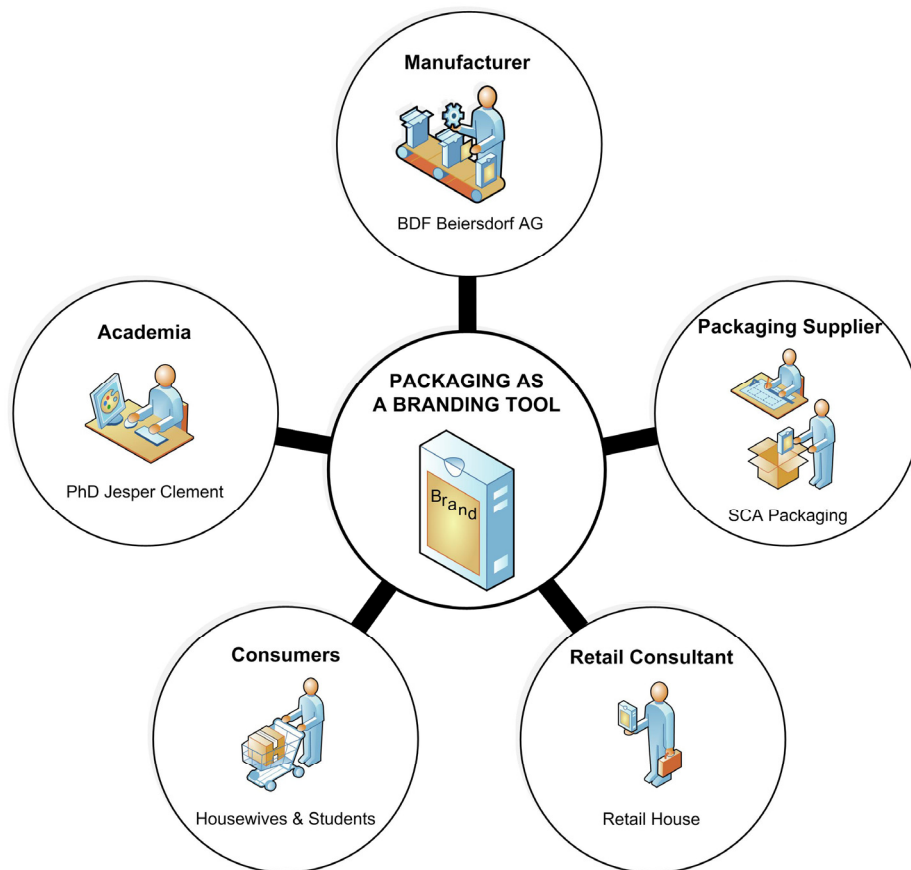 Manufacturer
BDF Beiersdorf AG
Academia
PhD Jesper Clement
Packaging Supplier
SCA Packaging
PACKAGING AS
A BRANDING TOOL
Brand
Consumers
Housewives & Students
Retail Consultant
Retail House